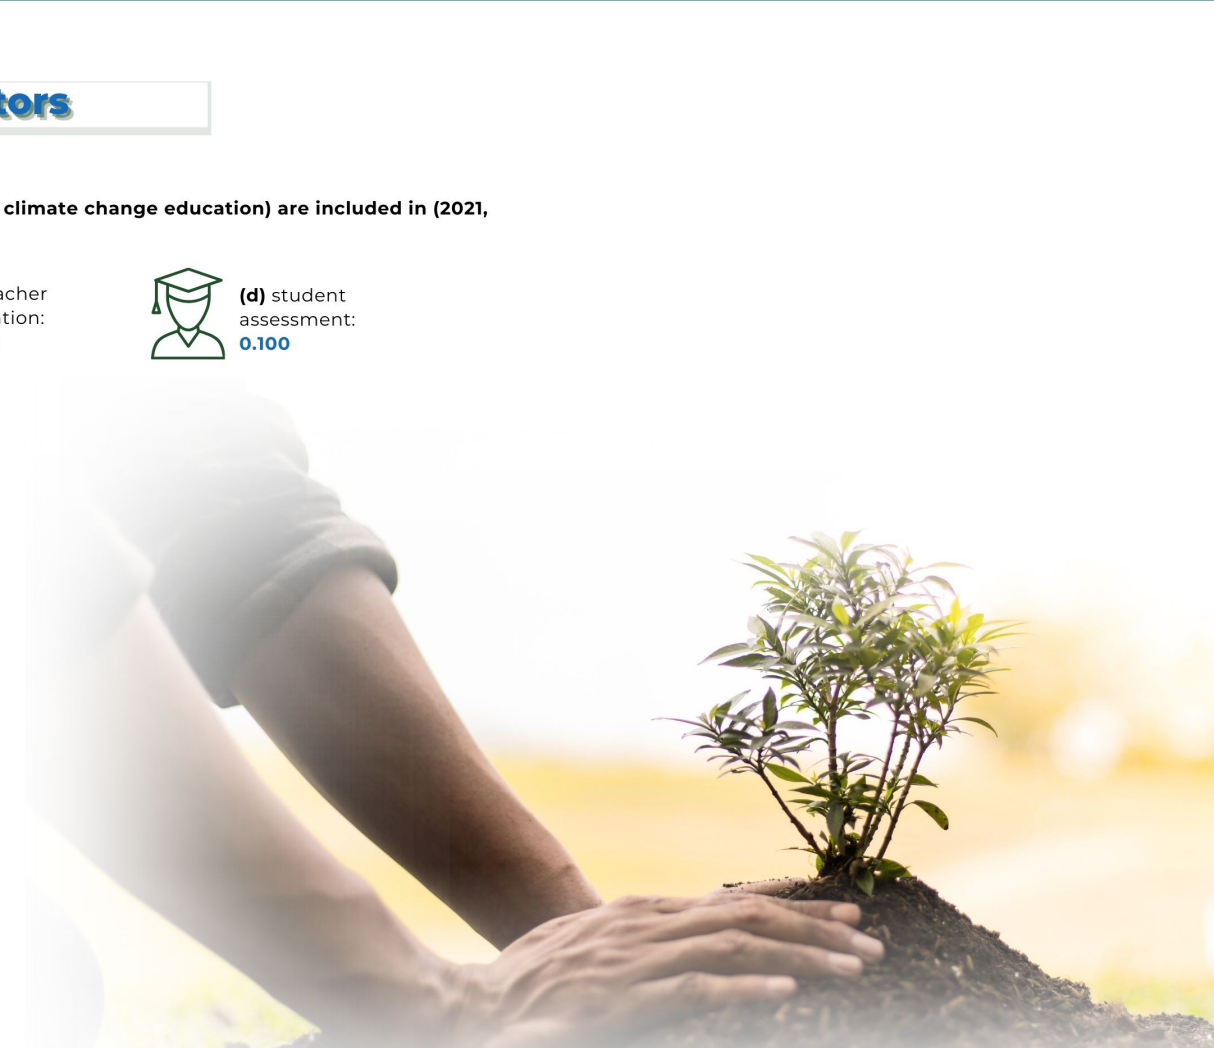 tors
climate change education) are included in (2021,
acher
tion:
(d) student
assessment:
0.100